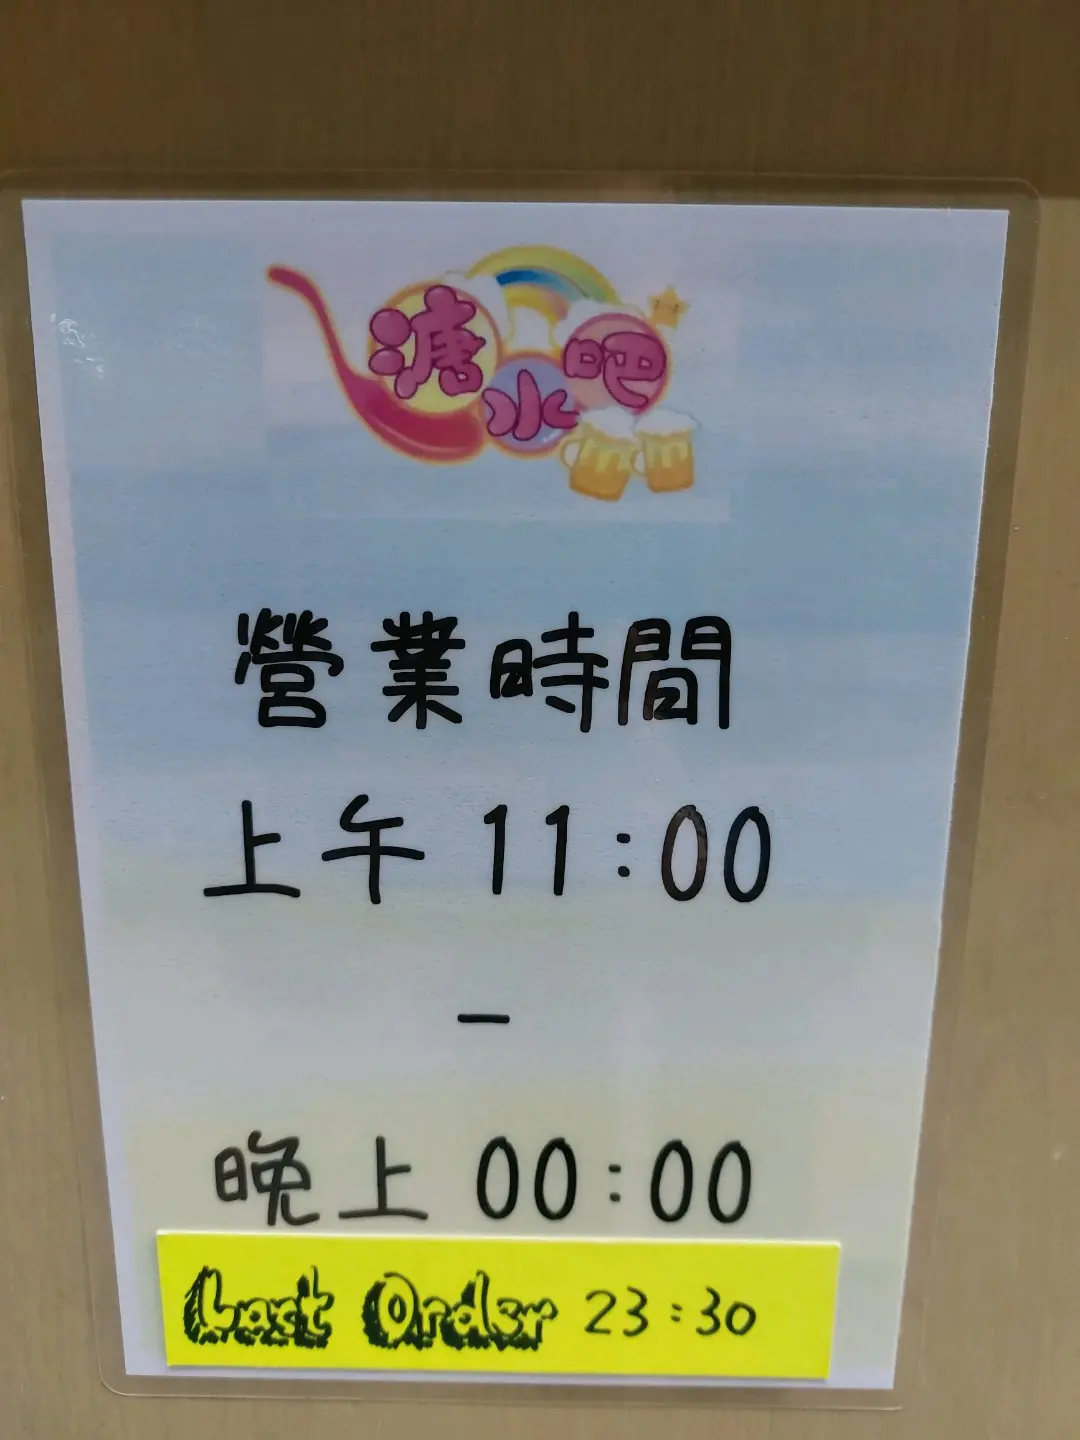 溏水吧
營業時間
上午 11:00
–
晚上 00:00
Last Order 23:30